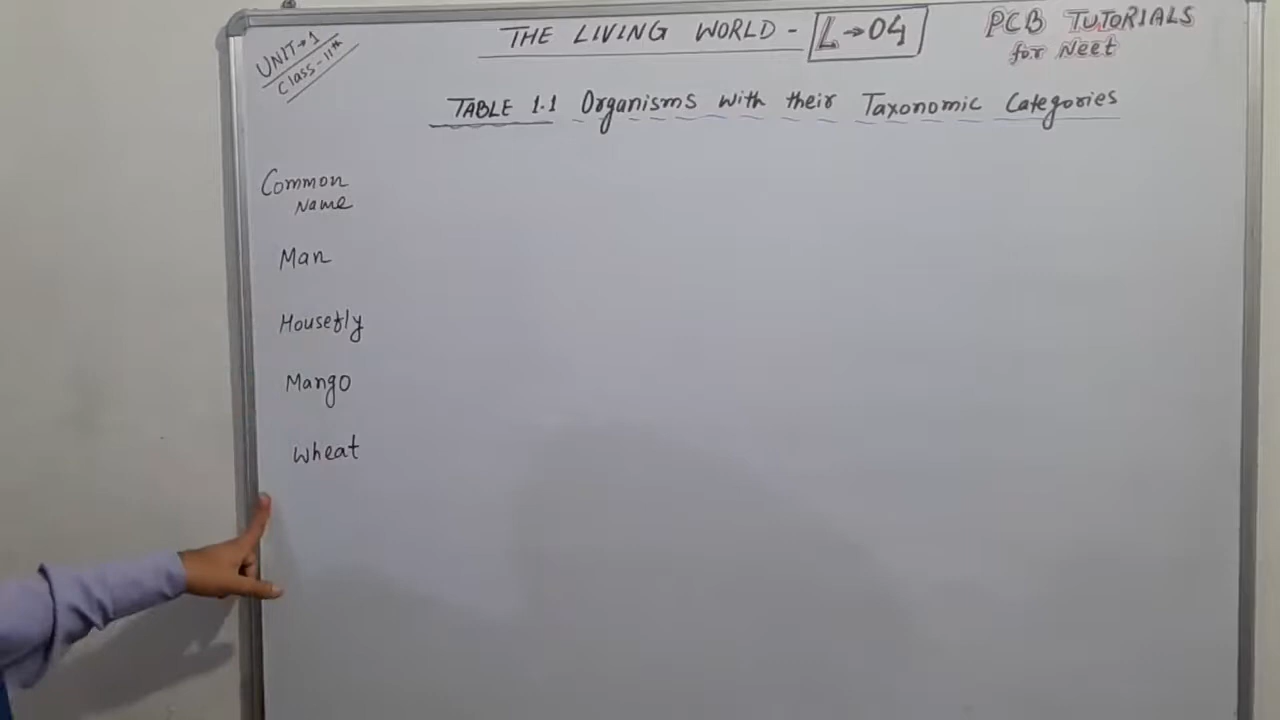 UNIT→1
Class-11th
THE LIVING WORLD - L→04
PCB TUTORIALS
for Neet
TABLE 1.1 Organisms with their Taxonomic Categories
Common
Name
Man
Housefly
Mango
Wheat